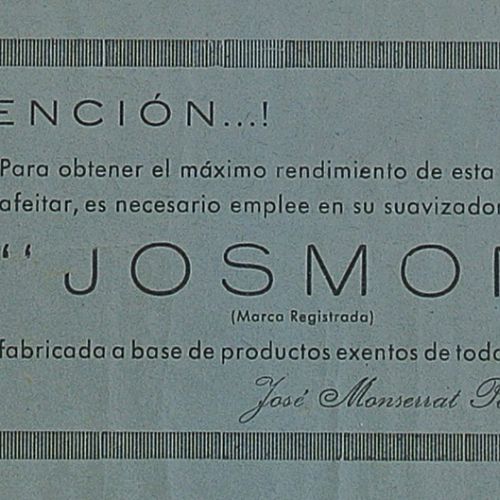 ENCIÓN...!
Para obtener el máximo rendimiento de esta
afeitar, es necesario emplee en su suavizador
“ JOSMO
(Marca Registrada)
fabricada a base de productos exentos de todo
José Monserrat